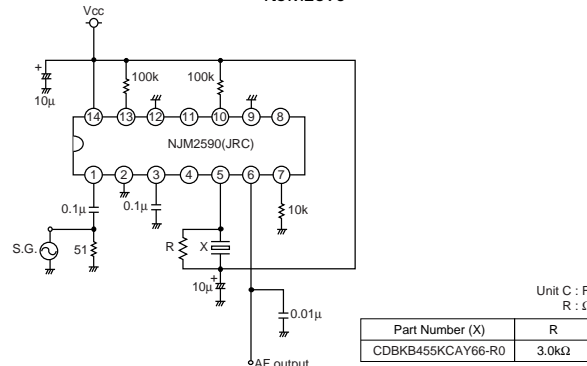 Vcc
+
10μ
100k
100k
14
13
12
11
10
9
8
NJM2590(JRC)
1
2
3
4
5
6
7
0.1μ
0.1μ
10k
S.G.
51
R
X
+
10μ
0.01μ
AF output
Unit C : F
R : Ω
Part Number (X) R
CDBKB455KCAY66-R0 3.0kΩ